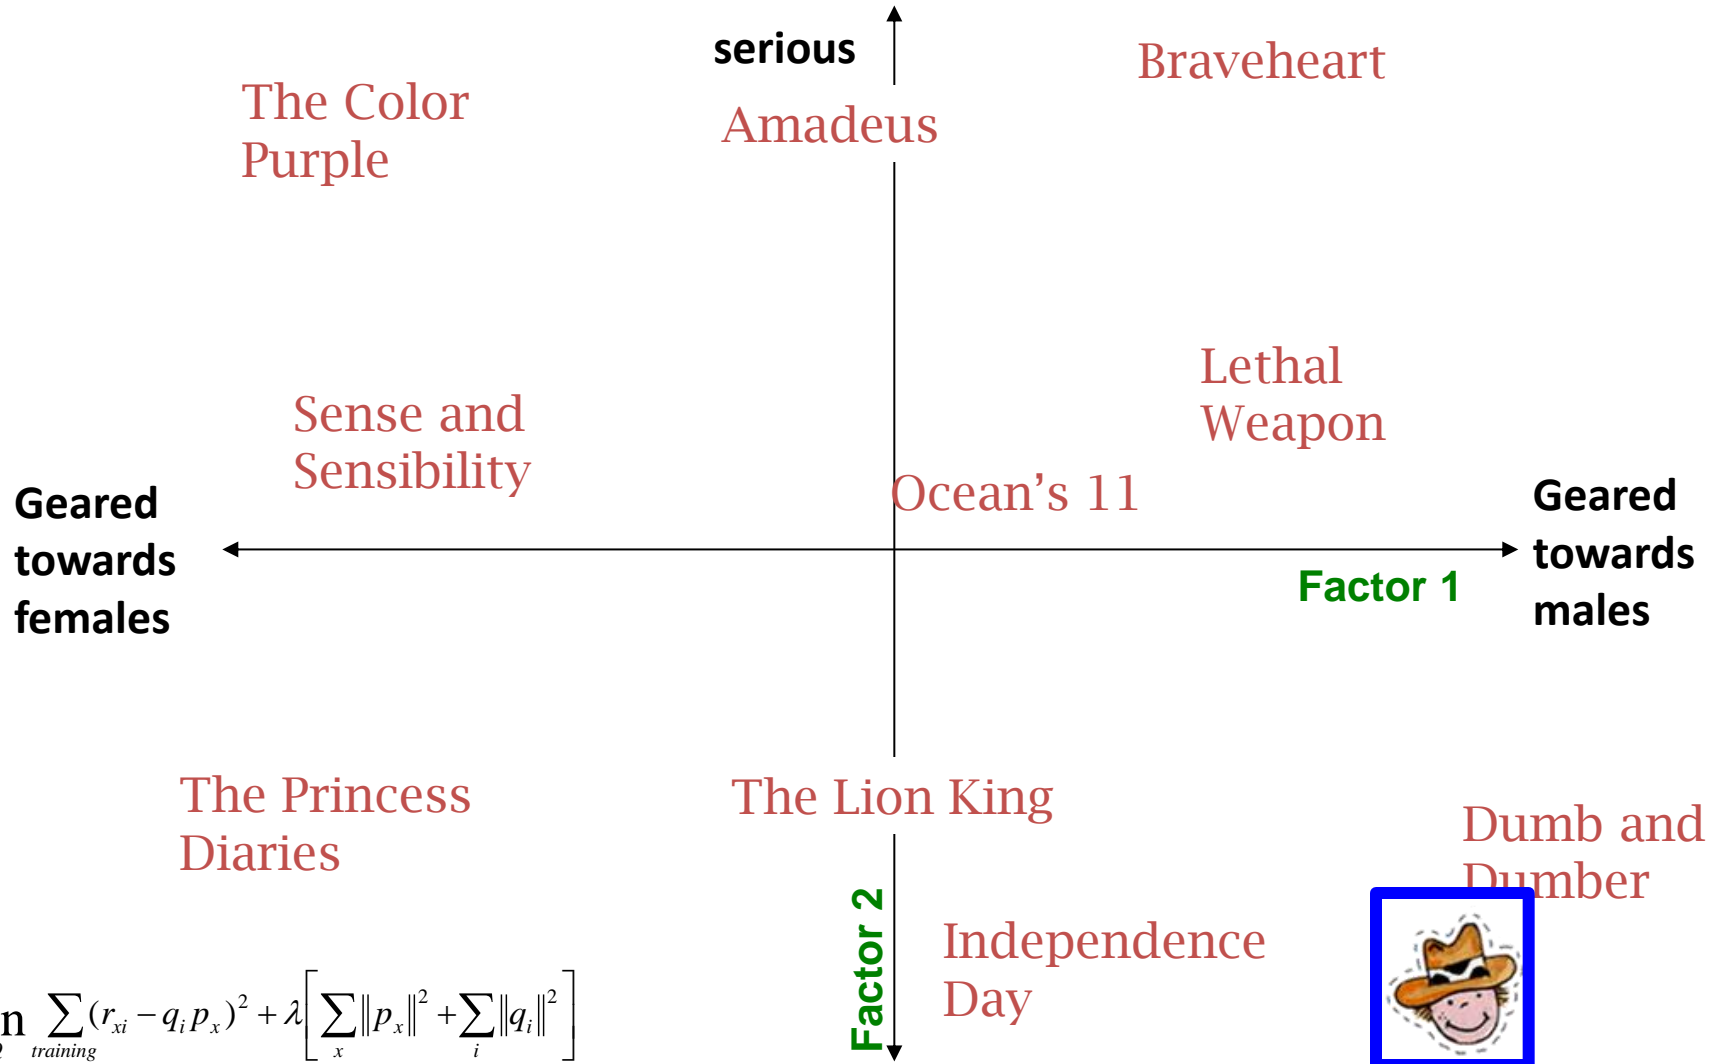 serious
Braveheart
The Color
Purple
Amadeus
Lethal
Weapon
Sense and
Sensibility
Ocean’s 11
Geared
towards
females
Geared
towards
males
Factor 1
The Princess
Diaries
The Lion King
Dumb and
Dumber
Factor 2
Independence
Day
n ∑ (r_{xi} − q_i p_x)² + λ[ ∑ ||p_x||² + ∑ ||q_i||² ]
training x i